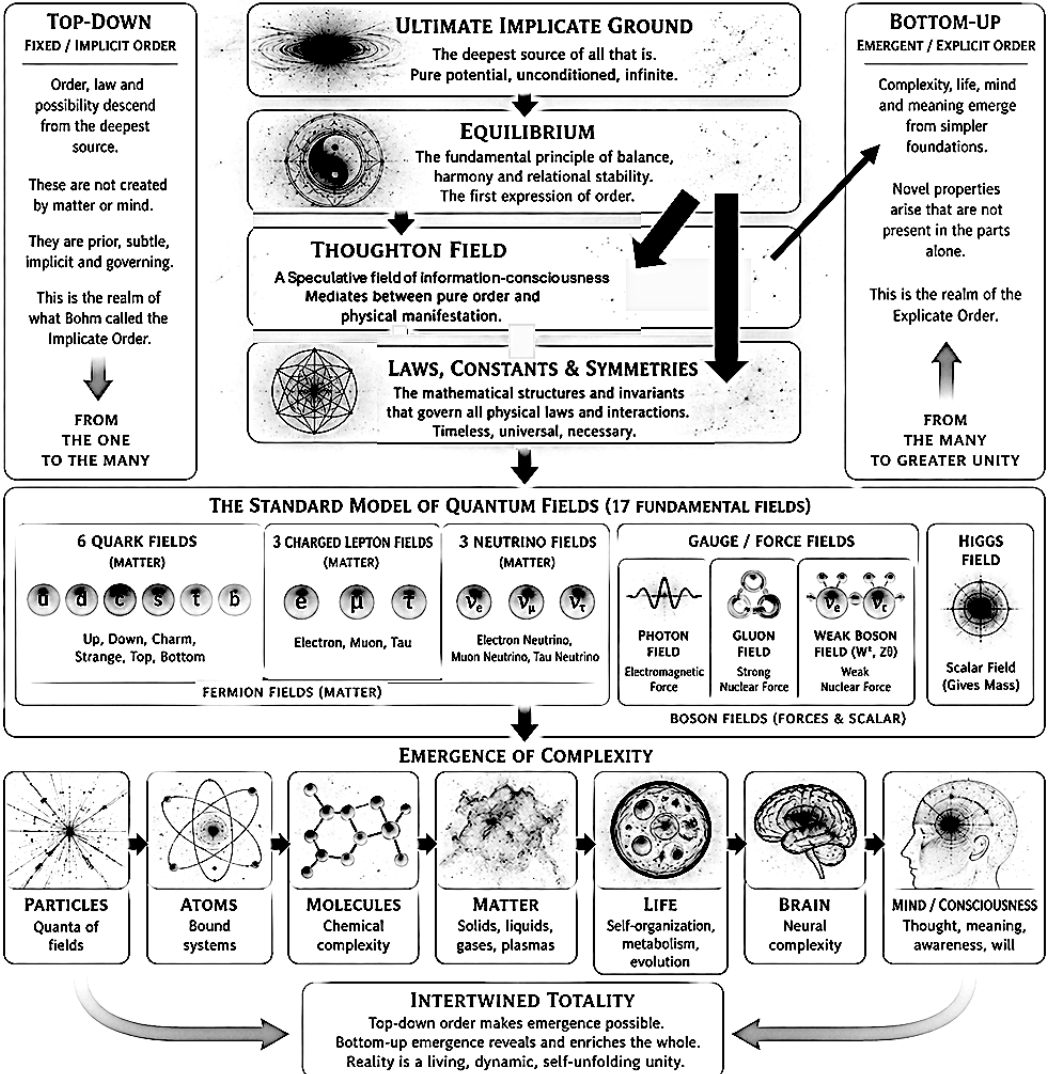 TOP-DOWN
FIXED / IMPLICIT ORDER
Order, law and
possibility descend
from the deepest
source.
These are not created
by matter or mind.
They are prior, subtle,
implicit and governing.
This is the realm of
what Bohm called the
Implicate Order.
FROM
THE ONE
TO THE MANY
ULTIMATE IMPLICATE GROUND
The deepest source of all that is.
Pure potential, unconditioned, infinite.
EQUILIBRIUM
The fundamental principle of balance,
harmony and relational stability.
The first expression of order.
THOUGHTON FIELD
A Speculative field of information-consciousness
Mediates between pure order and
physical manifestation.
LAWS, CONSTANTS & SYMMETRIES
The mathematical structures and invariants
that govern all physical laws and interactions.
Timeless, universal, necessary.
BOTTOM-UP
EMERGENT / EXPLICIT ORDER
Complexity, life, mind
and meaning emerge
from simpler
foundations.
Novel properties
arise that are not
present in the parts
alone.
This is the realm of the
Explicate Order.
FROM
THE MANY
TO GREATER UNITY
THE STANDARD MODEL OF QUANTUM FIELDS (17 FUNDAMENTAL FIELDS)
6 QUARK FIELDS
(MATTER)
u d c s t b
Up, Down, Charm,
Strange, Top, Bottom
3 CHARGED LEPTON FIELDS
(MATTER)
e μ τ
Electron, Muon, Tau
3 NEUTRINO FIELDS
(MATTER)
νe νμ ντ
Electron Neutrino,
Muon Neutrino, Tau Neutrino
FERMION FIELDS (MATTER)
GAUGE / FORCE FIELDS
PHOTON
FIELD
Electromagnetic
Force
GLUON
FIELD
Strong
Nuclear Force
νe ντ
WEAK BOSON
FIELD (W±, Z0)
Weak
Nuclear Force
HIGGS
FIELD
Scalar Field
(Gives Mass)
BOSON FIELDS (FORCES & SCALAR)
EMERGENCE OF COMPLEXITY
PARTICLES
Quanta of
fields
ATOMS
Bound
systems
MOLECULES
Chemical
complexity
MATTER
Solids, liquids,
gases, plasmas
LIFE
Self-organization,
metabolism,
evolution
BRAIN
Neural
complexity
MIND / CONSCIOUSNESS
Thought, meaning,
awareness, will
INTERTWINED TOTALITY
Top-down order makes emergence possible.
Bottom-up emergence reveals and enriches the whole.
Reality is a living, dynamic, self-unfolding unity.